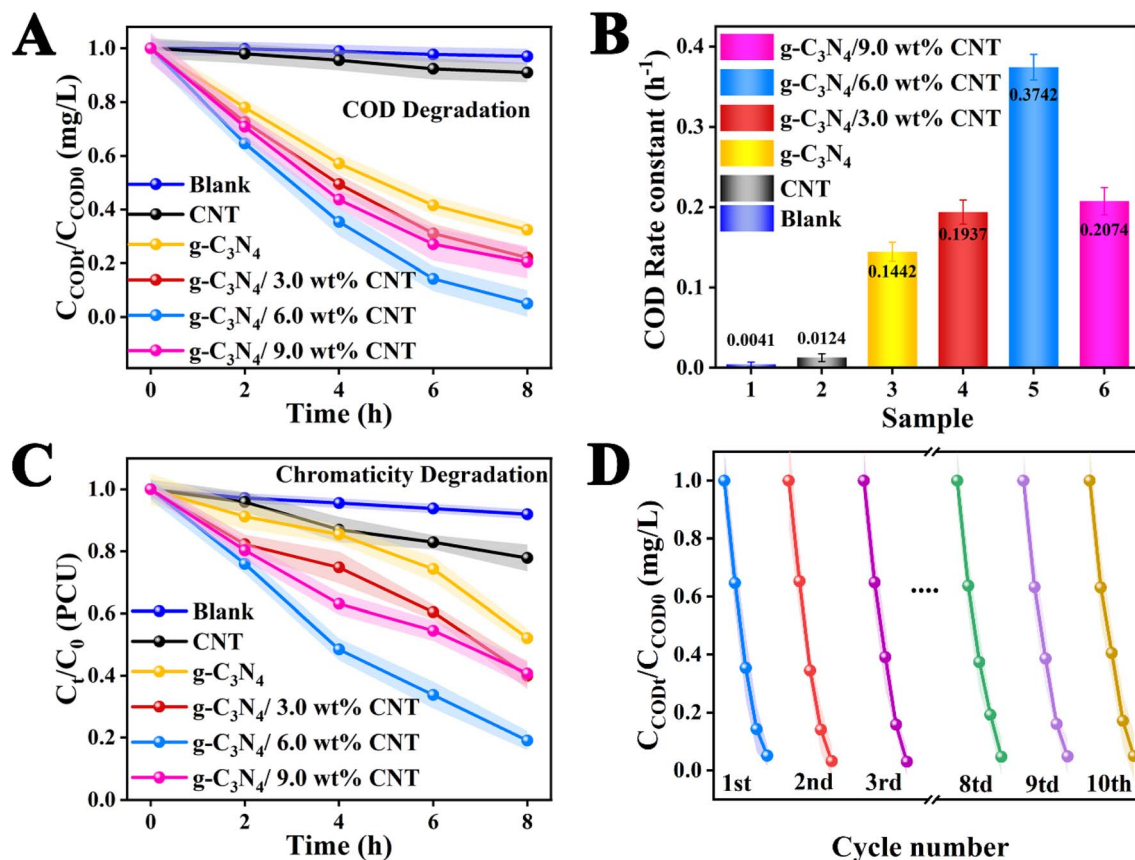 A
C_CODt/C_COD0 (mg/L)
1.0
0.8
0.6
0.4
0.2
0.0
COD Degradation
Blank
CNT
g-C₃N₄
g-C₃N₄/ 3.0 wt% CNT
g-C₃N₄/ 6.0 wt% CNT
g-C₃N₄/ 9.0 wt% CNT
0 2 4 6 8
Time (h)
B
COD Rate constant (h⁻¹)
0.4
0.3
0.2
0.1
0.0
g-C₃N₄/9.0 wt% CNT
g-C₃N₄/6.0 wt% CNT
g-C₃N₄/3.0 wt% CNT
g-C₃N₄
CNT
Blank
0.0041
0.0124
0.1442
0.1937
0.3742
0.2074
1 2 3 4 5 6
Sample
C
Cₜ/C₀ (PCU)
1.0
0.8
0.6
0.4
0.2
0.0
Chromaticity Degradation
Blank
CNT
g-C₃N₄
g-C₃N₄/ 3.0 wt% CNT
g-C₃N₄/ 6.0 wt% CNT
g-C₃N₄/ 9.0 wt% CNT
0 2 4 6 8
Time (h)
D
C_CODt/C_COD0 (mg/L)
1.0
0.8
0.6
0.4
0.2
0.0
....
1st 2nd 3rd 8td 9td 10th
Cycle number